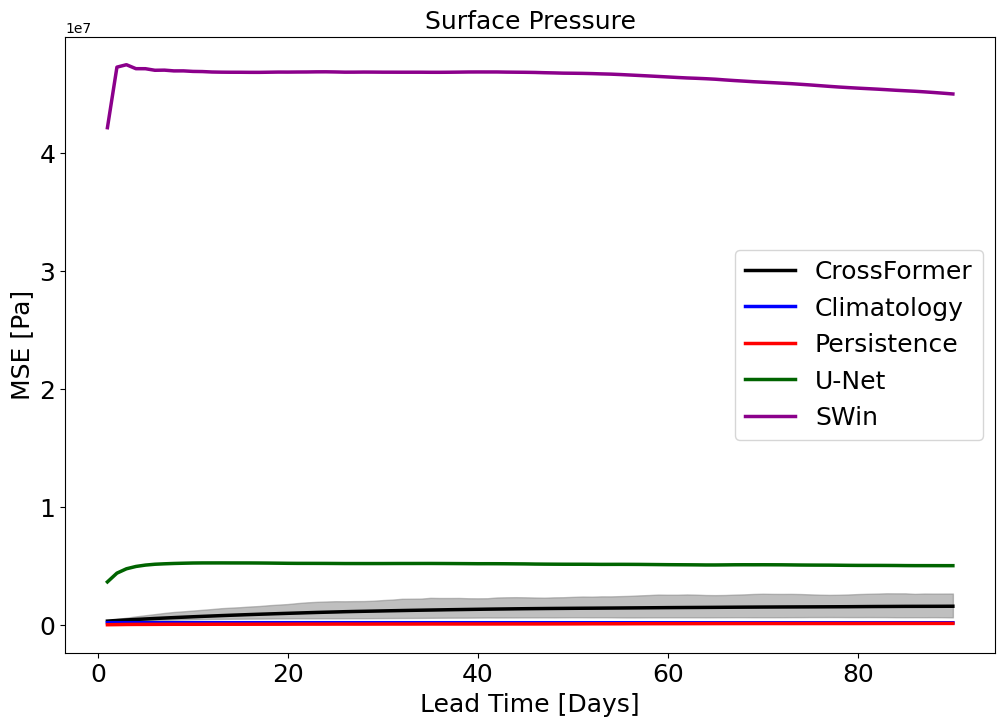 Surface Pressure
1e7
MSE [Pa]
4
3
2
1
0
CrossFormer
Climatology
Persistence
U-Net
SWin
0 20 40 60 80
Lead Time [Days]